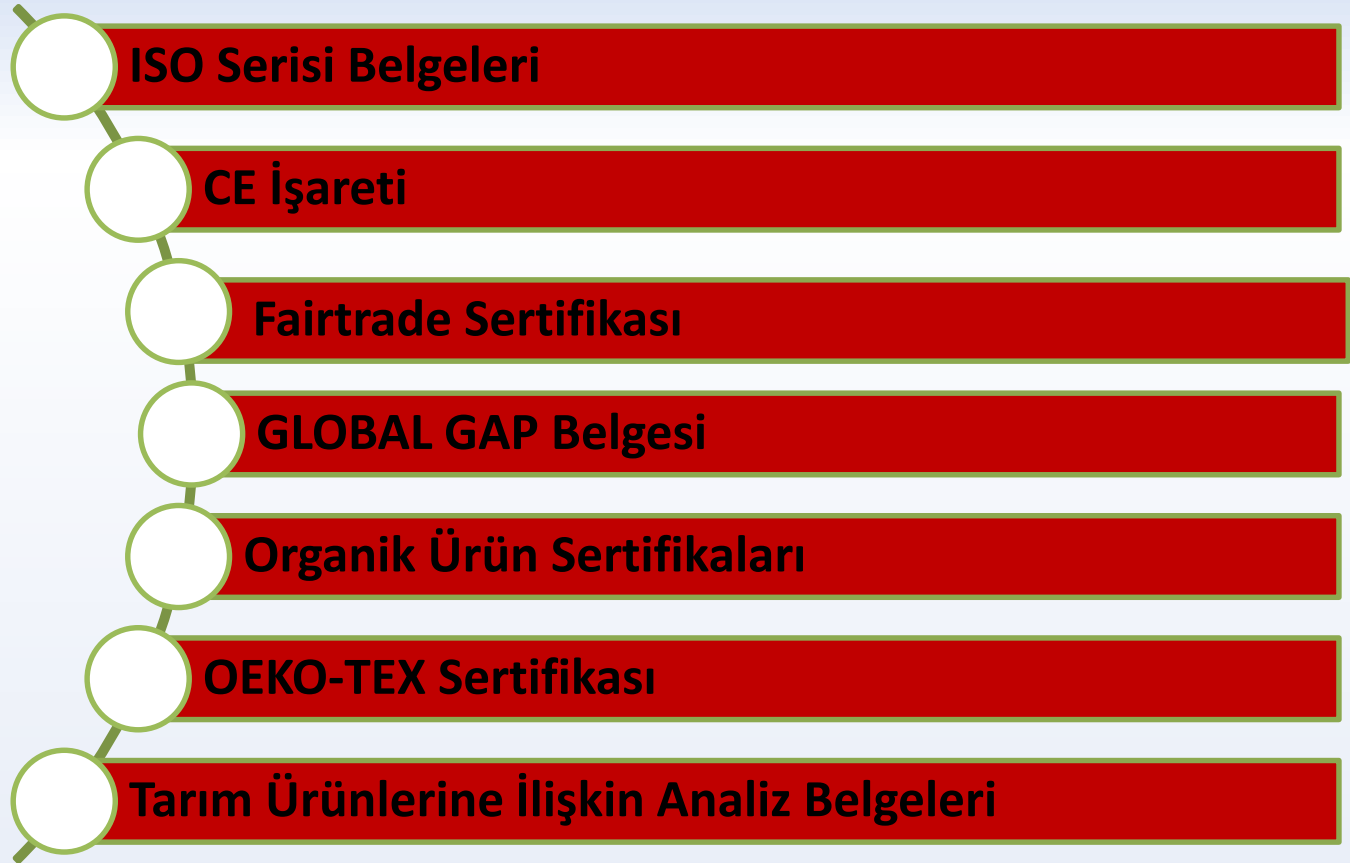 ISO Serisi Belgeleri
CE İşareti
Fairtrade Sertifikası
GLOBAL GAP Belgesi
Organik Ürün Sertifikaları
OEKO-TEX Sertifikası
Tarım Ürünlerine İlişkin Analiz Belgeleri